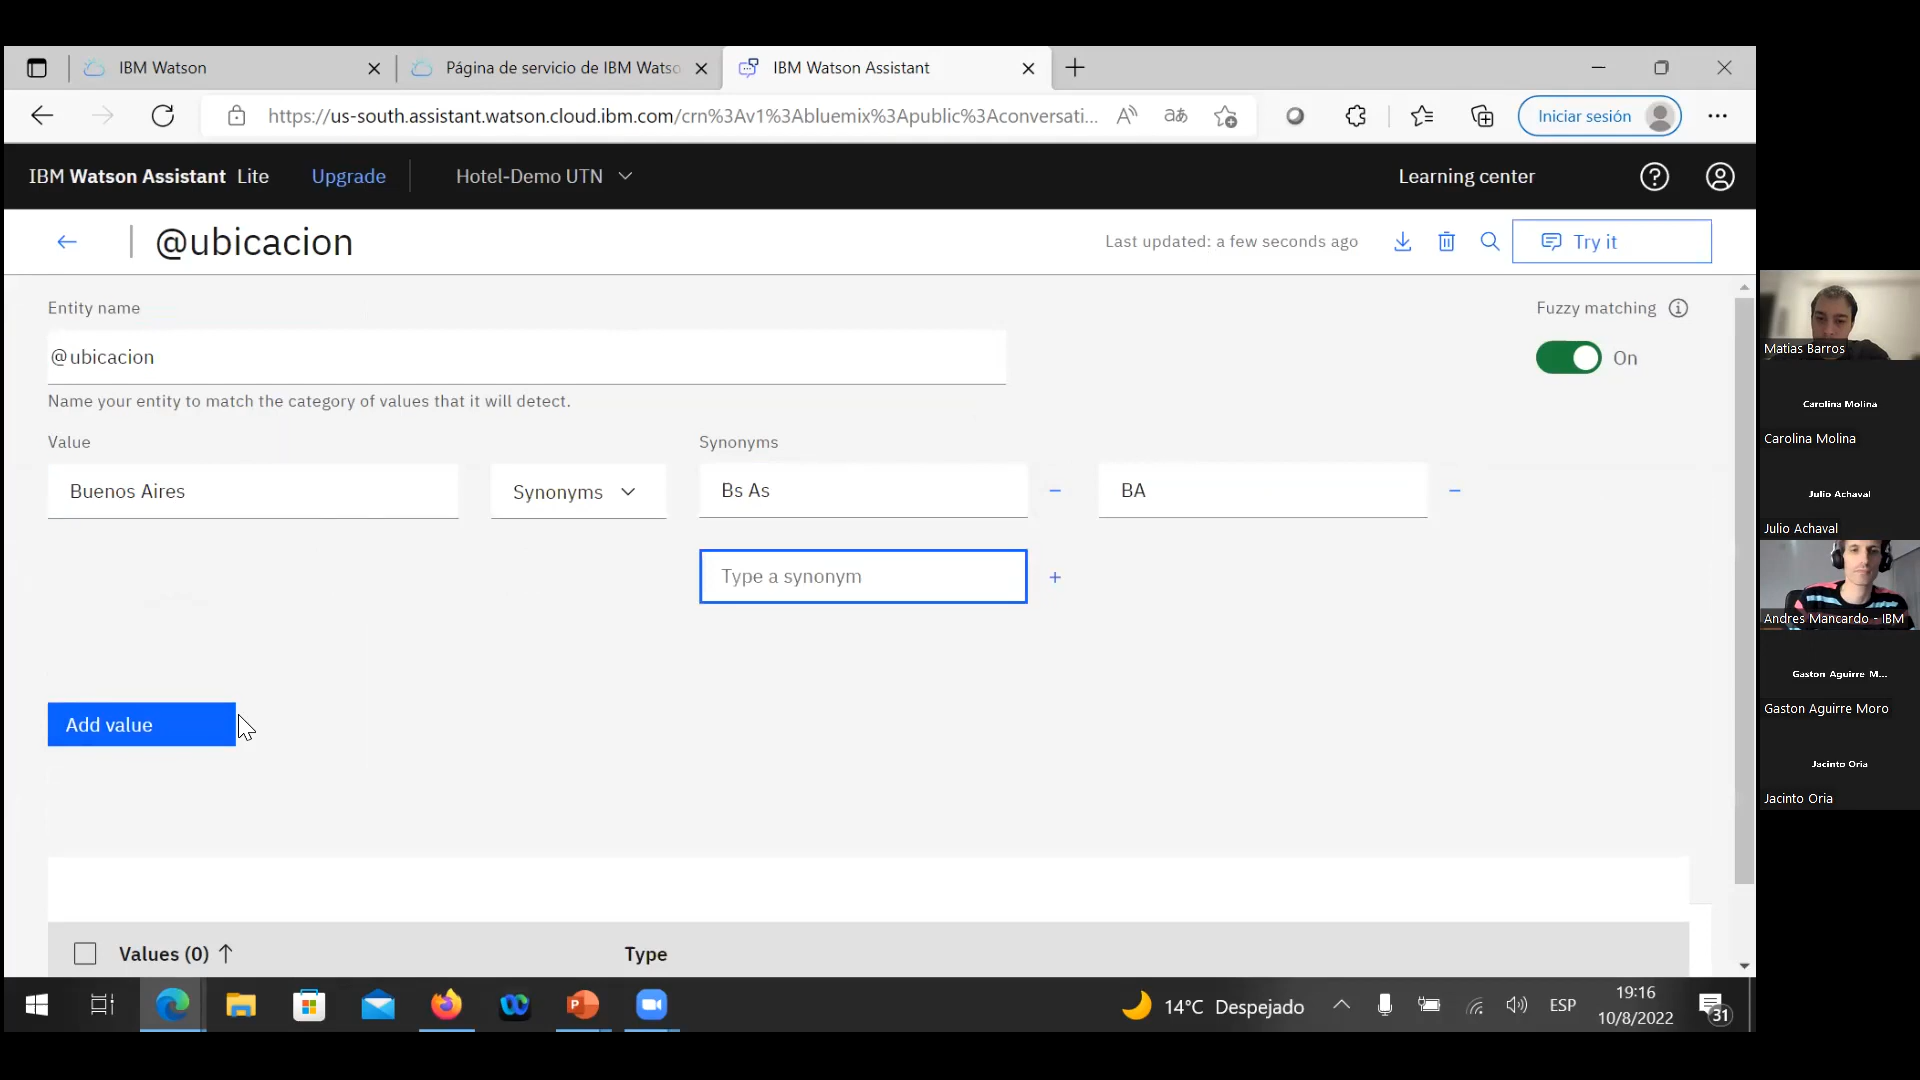 IBM Watson
Página de servicio de IBM Watso
IBM Watson Assistant
https://us-south.assistant.watson.cloud.ibm.com/crn%3Av1%3Abluemix%3Apublic%3Aconversati...
Iniciar sesión
IBM Watson Assistant Lite
Upgrade
Hotel-Demo UTN
Learning center
@ubicacion
Last updated: a few seconds ago
Try it
Entity name
Fuzzy matching
@ubicacion
On
Name your entity to match the category of values that it will detect.
Value
Synonyms
Buenos Aires
Synonyms
Bs As
BA
Type a synonym
Add value
Values (0)
Type
14°C Despejado
ESP
19:16
10/8/2022
31
Matias Barros
Carolina Molina
Carolina Molina
Julio Achaval
Julio Achaval
Andres Mancardo - IBM
Gaston Aguirre M...
Gaston Aguirre Moro
Jacinto Oria
Jacinto Oria